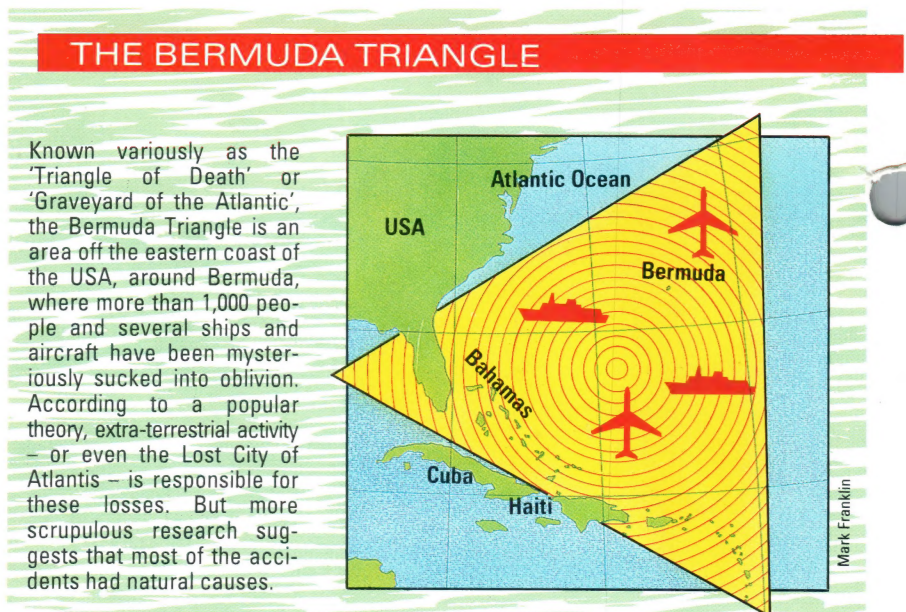 THE BERMUDA TRIANGLE
Known variously as the
'Triangle of Death' or
'Graveyard of the Atlantic',
the Bermuda Triangle is an
area off the eastern coast of
the USA, around Bermuda,
where more than 1,000 peo-
ple and several ships and
aircraft have been myster-
iously sucked into oblivion.
According to a popular
theory, extra-terrestrial activity
– or even the Lost City of
Atlantis – is responsible for
these losses. But more
scrupulous research sug-
gests that most of the acci-
dents had natural causes.
Atlantic Ocean
USA
Bermuda
Bahamas
Cuba
Haiti
Mark Franklin